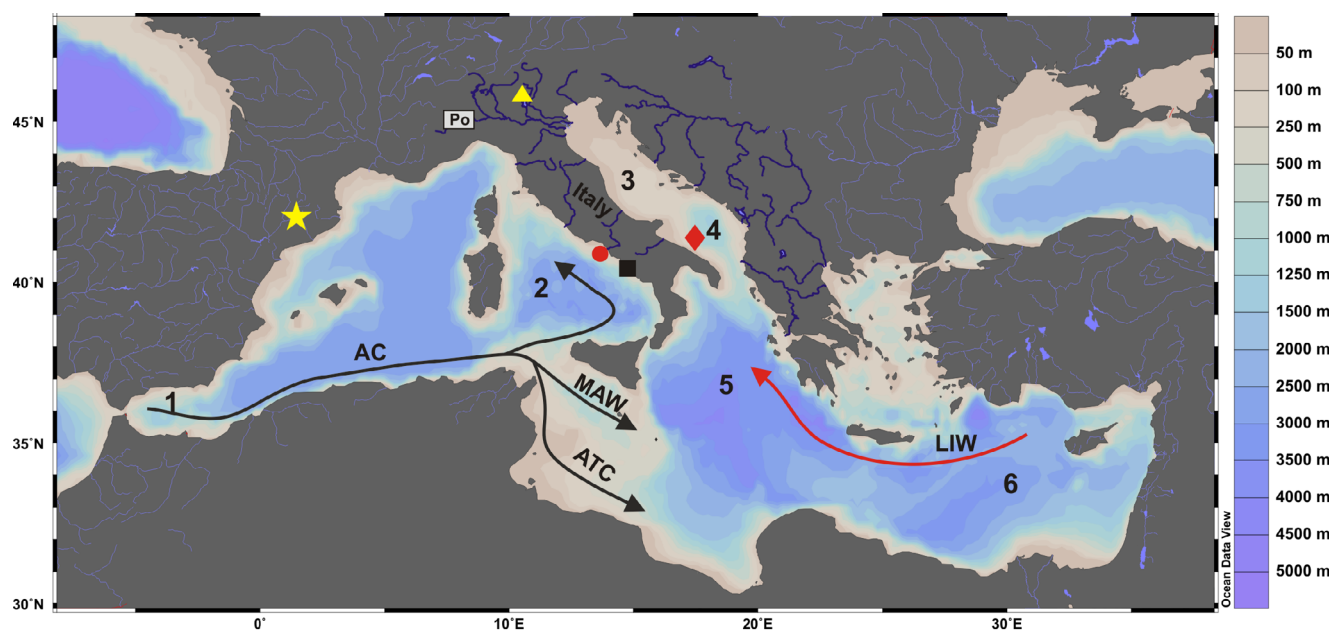 50 m
100 m
250 m
500 m
750 m
1000 m
1250 m
1500 m
2000 m
2500 m
3000 m
3500 m
4000 m
4500 m
5000 m
Ocean Data View
45°N
40°N
35°N
30°N
0°
10°E
20°E
30°E
Po
Italy
3
4
2
AC
1
MAW
5
ATC
LIW
6